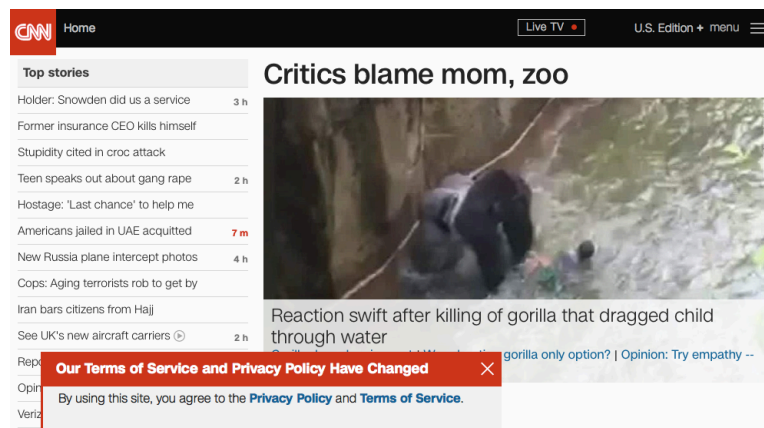 CNN
Home
Live TV
U.S. Edition + menu
Top stories
Holder: Snowden did us a service 3 h
Former insurance CEO kills himself
Stupidity cited in croc attack
Teen speaks out about gang rape 2 h
Hostage: 'Last chance' to help me
Americans jailed in UAE acquitted 7 m
New Russia plane intercept photos 4 h
Cops: Aging terrorists rob to get by
Iran bars citizens from Hajj
See UK's new aircraft carriers 2 h
Critics blame mom, zoo
Reaction swift after killing of gorilla that dragged child
through water
gorilla only option? | Opinion: Try empathy --
Our Terms of Service and Privacy Policy Have Changed
By using this site, you agree to the Privacy Policy and Terms of Service.